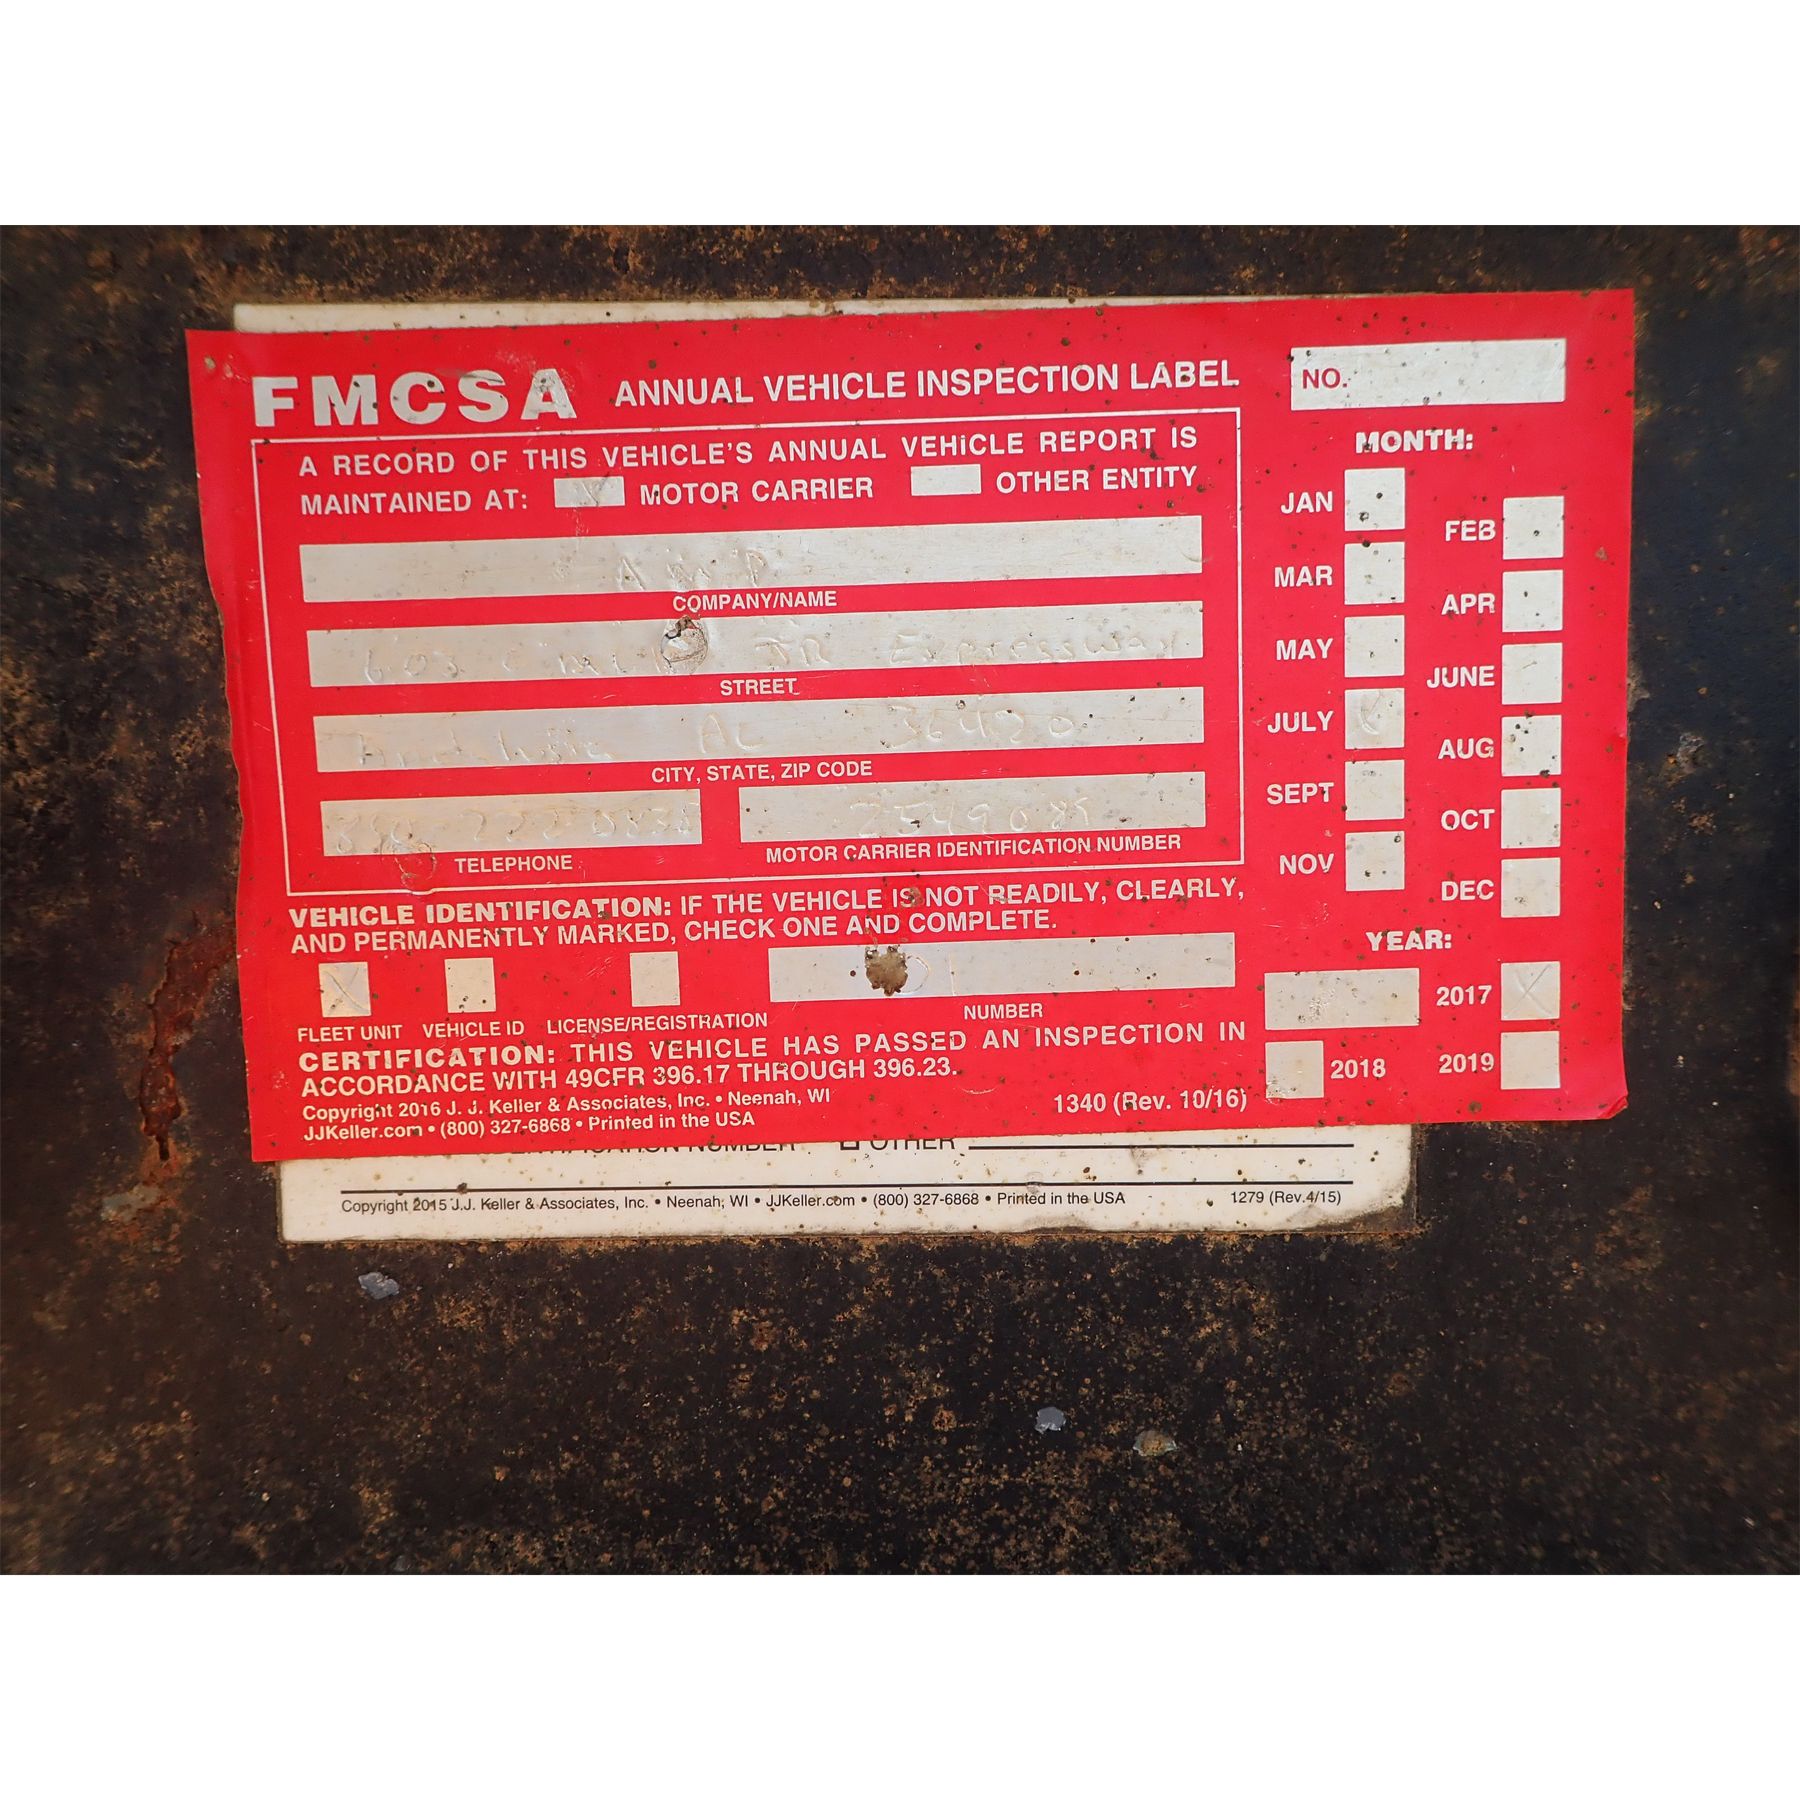 FMCSA ANNUAL VEHICLE INSPECTION LABEL
NO.
A RECORD OF THIS VEHICLE'S ANNUAL VEHICLE REPORT IS
MAINTAINED AT: X MOTOR CARRIER OTHER ENTITY
COMPANY/NAME
JR Expressway
STREET
AL 36420
CITY, STATE, ZIP CODE
2549089
TELEPHONE MOTOR CARRIER IDENTIFICATION NUMBER
VEHICLE IDENTIFICATION: IF THE VEHICLE IS NOT READILY, CLEARLY,
AND PERMANENTLY MARKED, CHECK ONE AND COMPLETE.
X
FLEET UNIT VEHICLE ID LICENSE/REGISTRATION NUMBER
CERTIFICATION: THIS VEHICLE HAS PASSED AN INSPECTION IN
ACCORDANCE WITH 49CFR 396.17 THROUGH 396.23.
Copyright 2016 J. J. Keller & Associates, Inc. • Neenah, WI
JJKeller.com • (800) 327-6868 • Printed in the USA
1340 (Rev. 10/16)
MONTH:
JAN
FEB
MAR
APR
MAY
JUNE
JULY X
AUG
SEPT
OCT
NOV
DEC
YEAR:
2017 X
2018 2019
Copyright 2015 J.J. Keller & Associates, Inc. • Neenah, WI • JJKeller.com • (800) 327-6868 • Printed in the USA 1279 (Rev.4/15)